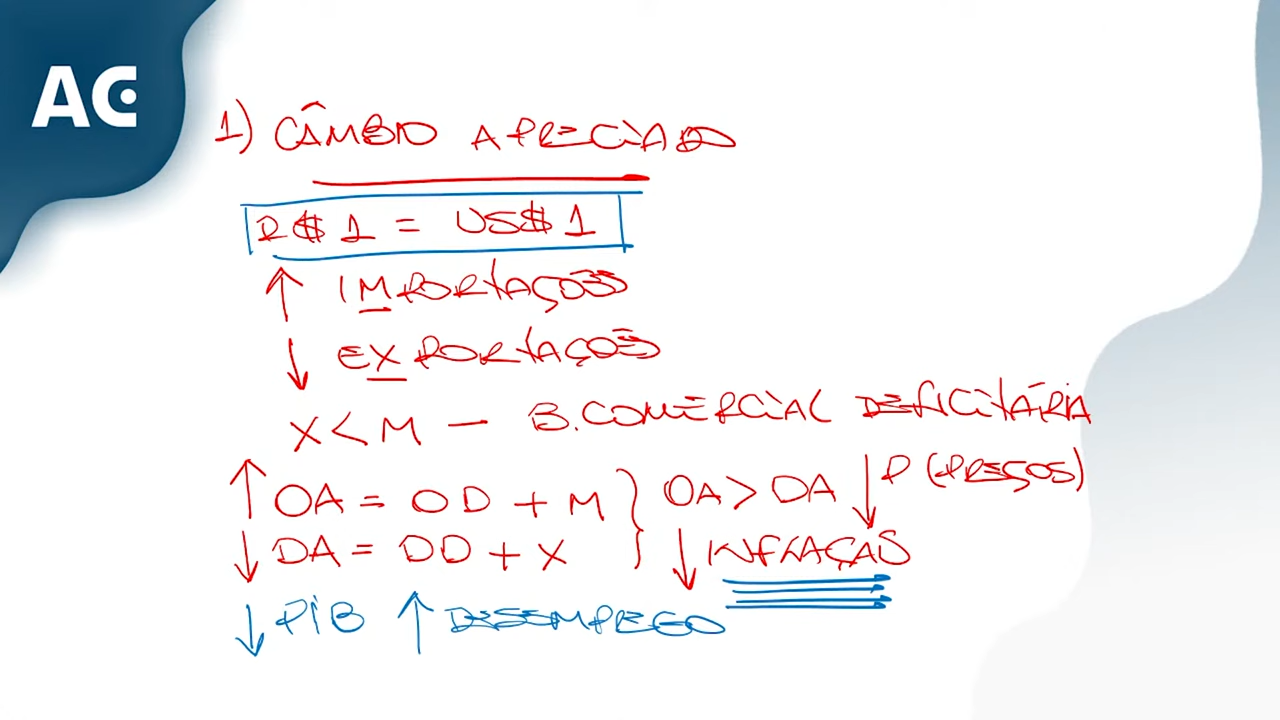 AC
1) CÂMBIO APRECIADO
R$ 1 = US$ 1
↑ IMPORTAÇÕES
↓ EXPORTAÇÕES
X < M — B. COMERCIAL DEFICITÁRIA
↑ OA = OD + M } OA > DA ↓ P (PREÇOS)
↓ DA = DD + X ↓ INFLAÇÃO
↓ PIB ↑ DESEMPEGO